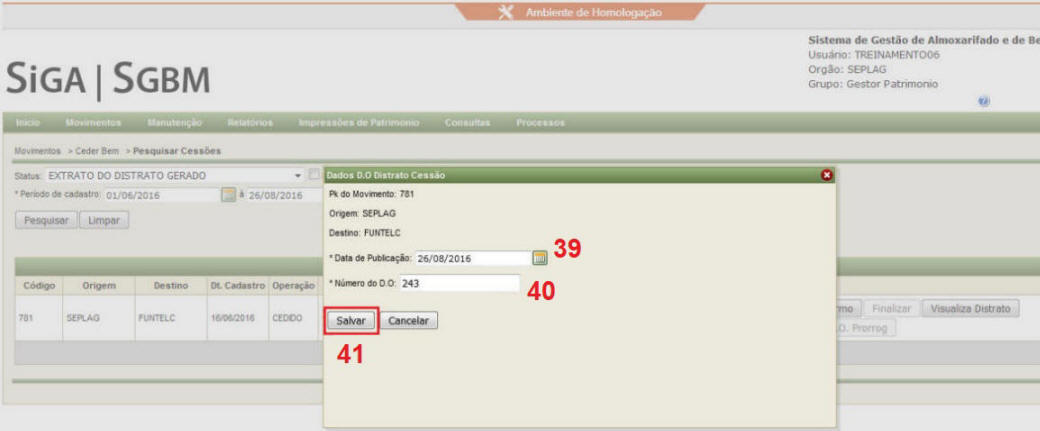 Ambiente de Homologação
Sistema de Gestão de Almoxarifado e de Be
Usuário: TREINAMENTO06
Orgão: SEPLAG
Grupo: Gestor Patrimonio
SIGA | SGBM
Início Movimentos Manutenção Relatórios Impressões de Patrimonio Consultas Processos
Movimentos > Ceder Bem > Pesquisar Cessões
Status: EXTRATO DO DISTRATO GERADO
* Período de cadastro: 01/06/2016 à 26/08/2016
Pesquisar Limpar
Dados D.O Distrato Cessão
Pk do Movimento: 781
Origem: SEPLAG
Destino: FUNTELC
* Data de Publicação: 26/08/2016 39
* Número do D.O: 243 40
Salvar Cancelar
41
Código Origem Destino Dt. Cadastro Operação
781 SEPLAG FUNTELC 16/06/2016 CEDIDO
rmo Finalizar Visualiza Distrato
.O. Prorrog